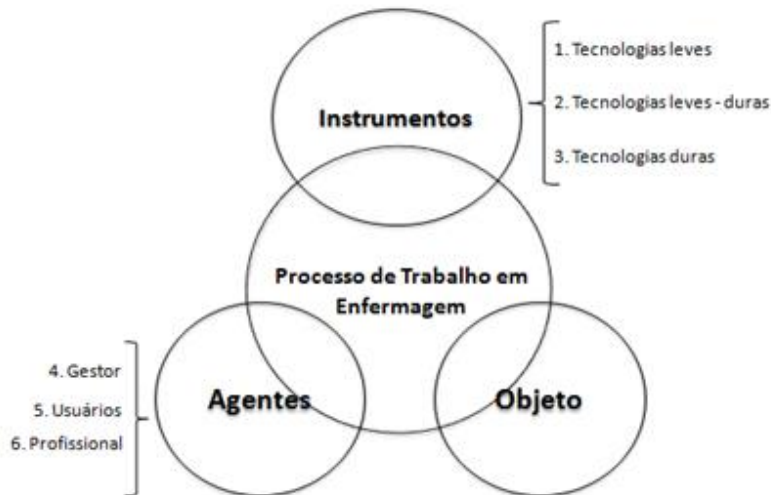 1. Tecnologias leves
2. Tecnologias leves - duras
3. Tecnologias duras
Instrumentos
Processo de Trabalho em
Enfermagem
4. Gestor
5. Usuários
6. Profissional
Agentes
Objeto